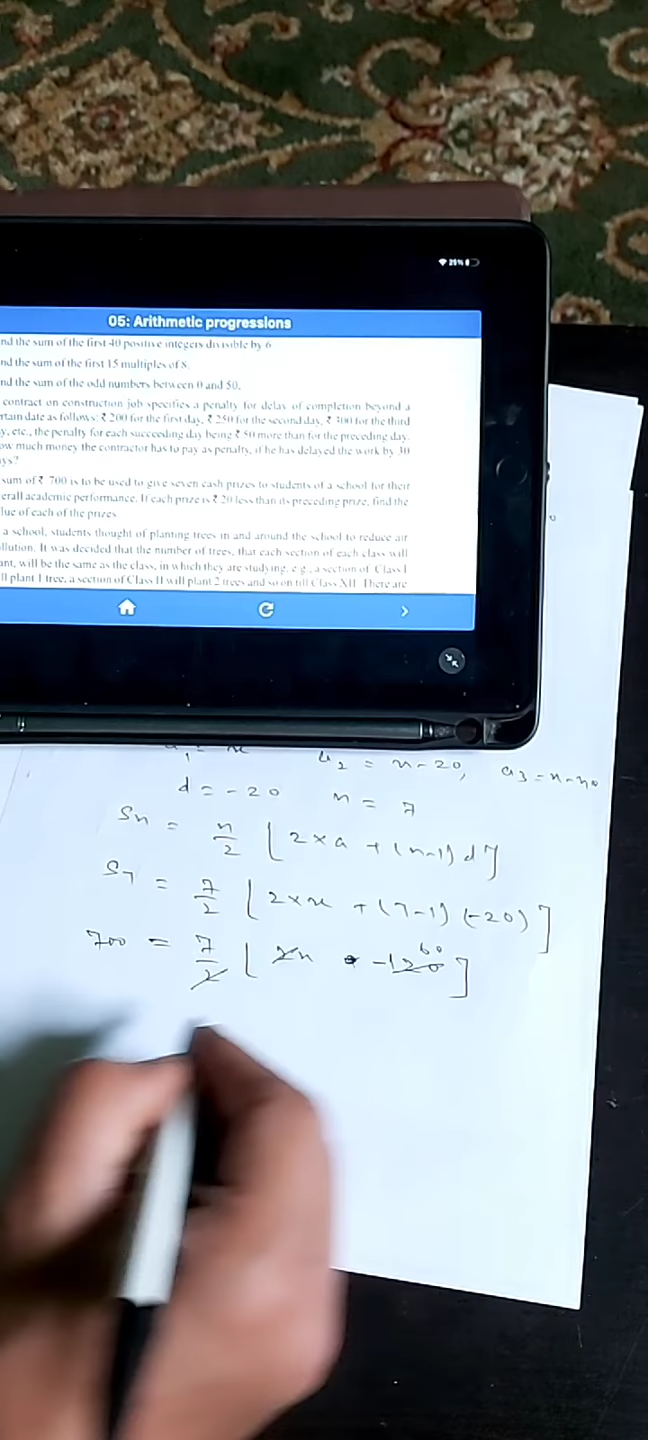 25%
05: Arithmetic progressions
nd the sum of the first 40 positive integers divisible by 6
nd the sum of the first 15 multiples of 8.
nd the sum of the odd numbers between 0 and 50.
contract on construction job specifies a penalty for delay of completion beyond a
rtain date as follows: ₹ 200 for the first day, ₹ 250 for the second day, ₹ 300 for the third
y, etc., the penalty for each succeeding day being ₹ 50 more than for the preceding day.
ow much money the contractor has to pay as penalty, if he has delayed the work by 30
ys?
sum of ₹ 700 is to be used to give seven cash prizes to students of a school for their
erall academic performance. If each prize is ₹ 20 less than its preceding prize, find the
lue of each of the prizes
a school, students thought of planting trees in and around the school to reduce air
llution. It was decided that the number of trees, that each section of each class will
ant, will be the same as the class, in which they are studying, e.g., a section of Class I
ll plant 1 tree, a section of Class II will plant 2 trees and so on till Class XII. There are
a₁ = x a₂ = x-20, a₃ = x-40
d = -20 n = 7
Sn = n/2 [2×a + (n-1) d]
S7 = 7/2 [2×x + (7-1) (-20)]
700 = 7/2 [2x -120 60]